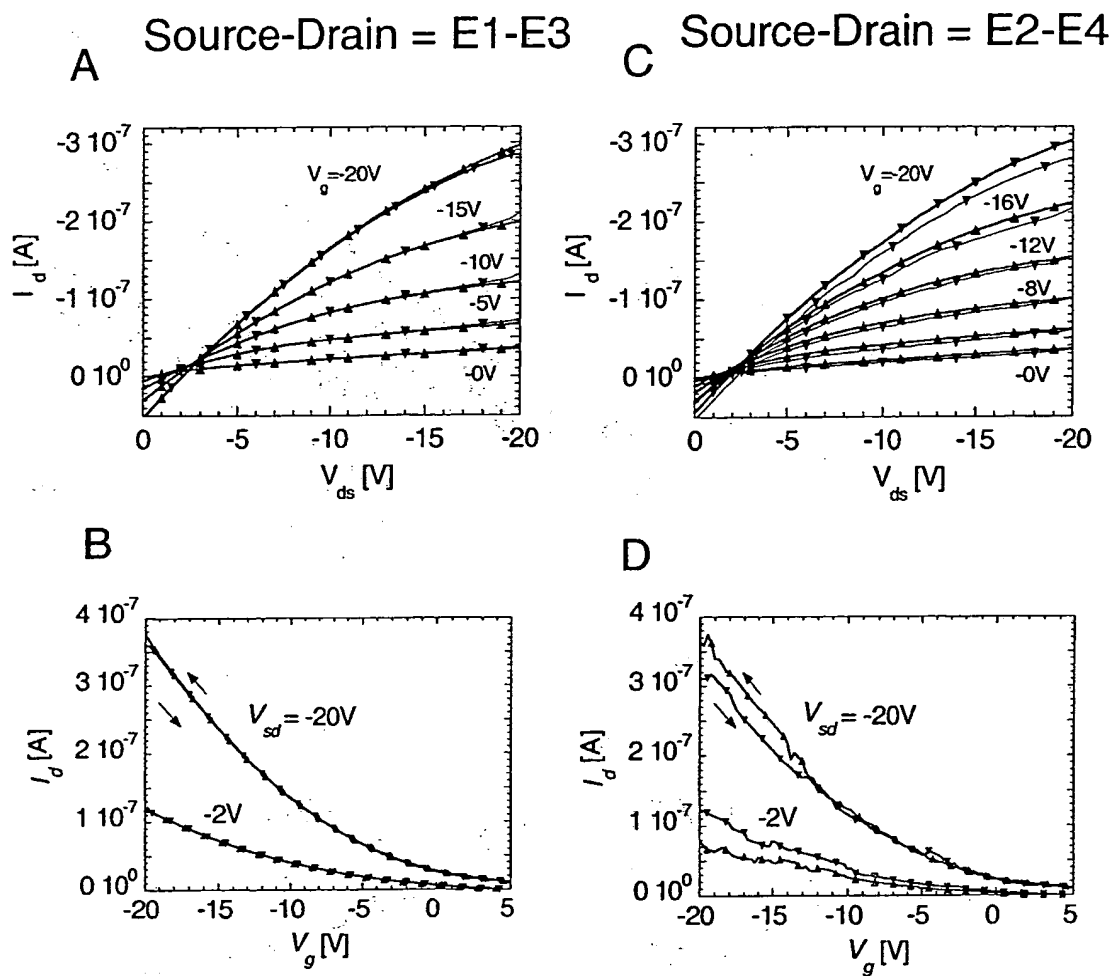 Source-Drain = E1-E3
Source-Drain = E2-E4
A
-3 10-7
-2 10-7
-1 10-7
0 100
I d [A]
V g =-20V
-15V
-10V
-5V
-0V
0 -5 -10 -15 -20
V ds [V]
C
-3 10-7
-2 10-7
-1 10-7
0 100
I d [A]
V g =-20V
-16V
-12V
-8V
-0V
0 -5 -10 -15 -20
V ds [V]
B
4 10-7
3 10-7
2 10-7
1 10-7
0 100
I d [A]
V sd = -20V
-2V
-20 -15 -10 -5 0 5
V g [V]
D
4 10-7
3 10-7
2 10-7
1 10-7
0 100
I d [A]
V sd = -20V
-2V
-20 -15 -10 -5 0 5
V g [V]